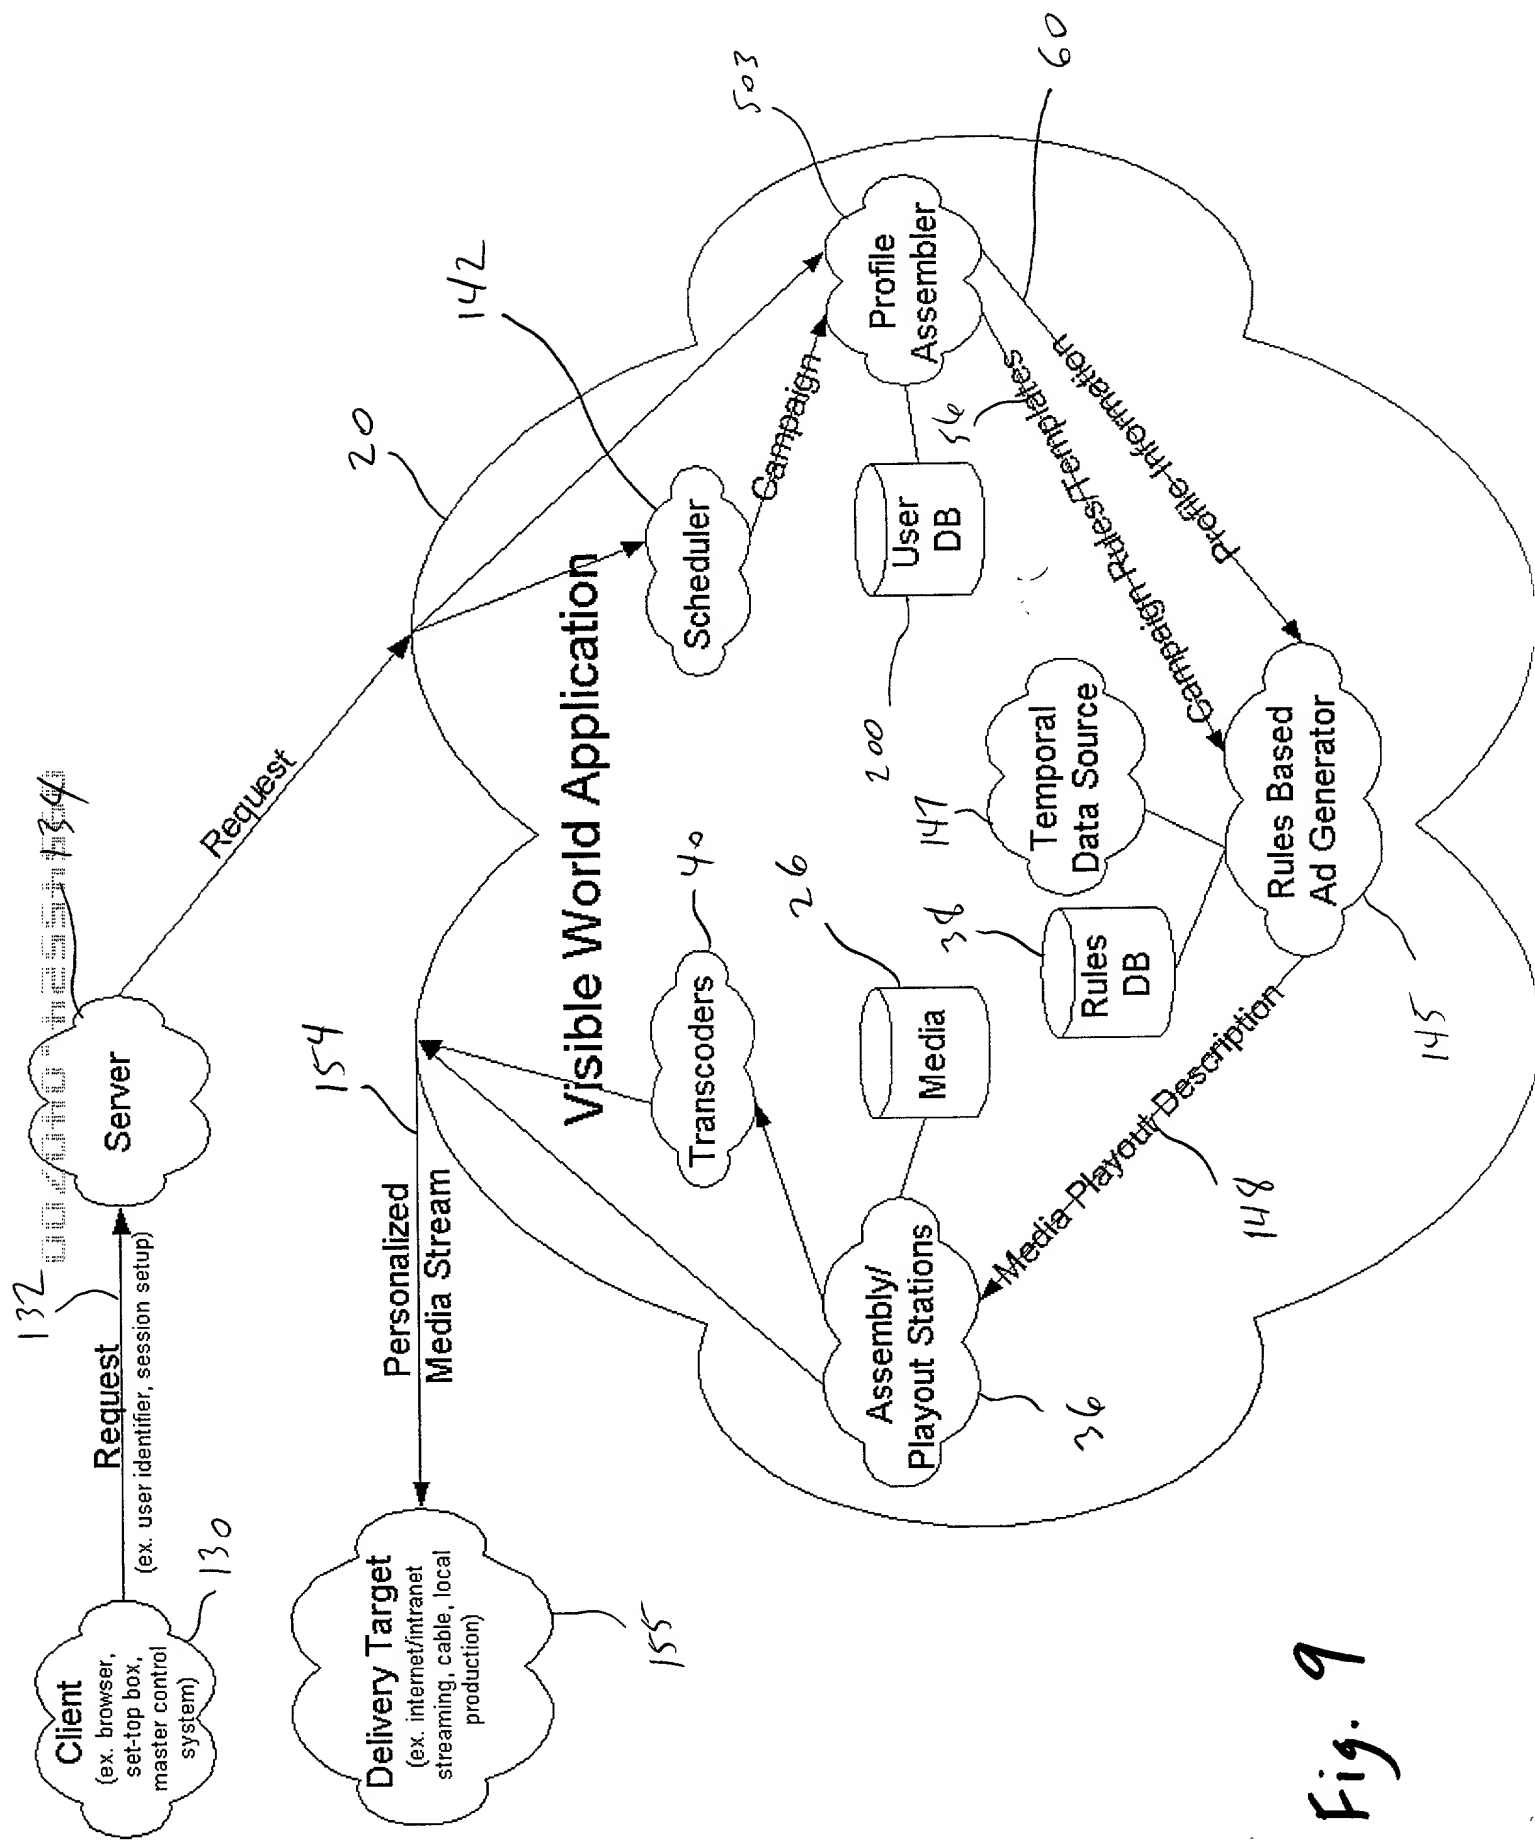 Client
(ex. browser,
set-top box,
master control
system)
130
Request
(ex. user identifier, session setup)
132
Server
134
Request
Delivery Target
(ex. internet/intranet
streaming, cable, local
production)
155
Personalized
Media Stream
154
20
Visible World Application
Scheduler
142
Campaign
Profile
Assembler
503
User
DB
200
Campaign Rules/Templates
56
Profile Information
60
Temporal
Data Source
147
Rules
DB
38
Rules Based
Ad Generator
145
Media Playout Description
148
Assembly/
Playout Stations
36
Media
26
Transcoders
40
Fig. 9